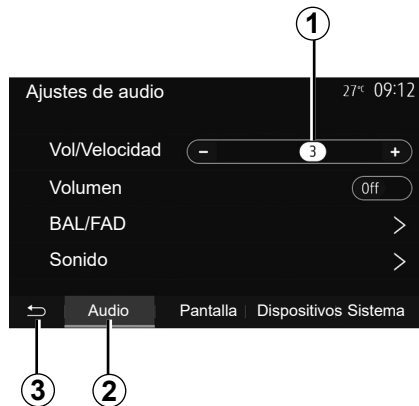 1
Ajustes de audio 27°C 09:12
Vol/Velocidad - 3 +
Volumen Off
BAL/FAD >
Sonido >
Audio Pantalla Dispositivos Sistema
3 2